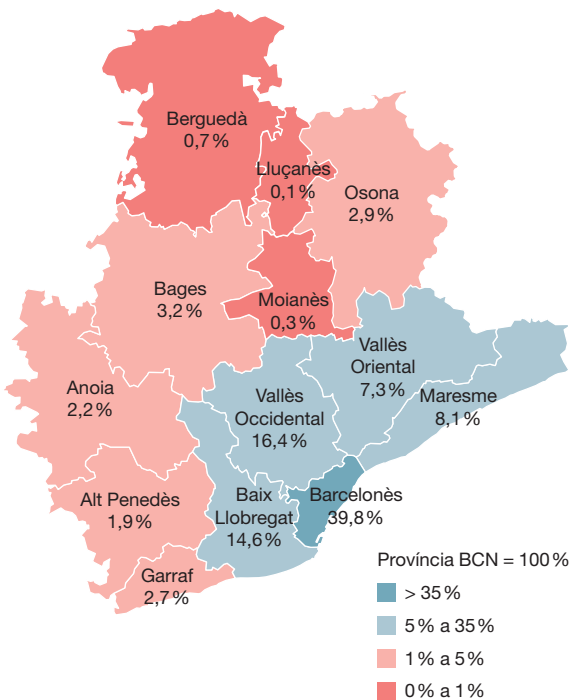 Berguedà
0,7 %
Lluçanès
0,1 %
Osona
2,9 %
Bages
3,2 %
Moianès
0,3 %
Vallès
Oriental
7,3 %
Maresme
8,1 %
Anoia
2,2 %
Vallès
Occidental
16,4 %
Alt Penedès
1,9 %
Baix
Llobregat
14,6 %
Barcelonès
39,8 %
Garraf
2,7 %
Província BCN = 100 %
> 35 %
5 % a 35 %
1 % a 5 %
0 % a 1 %